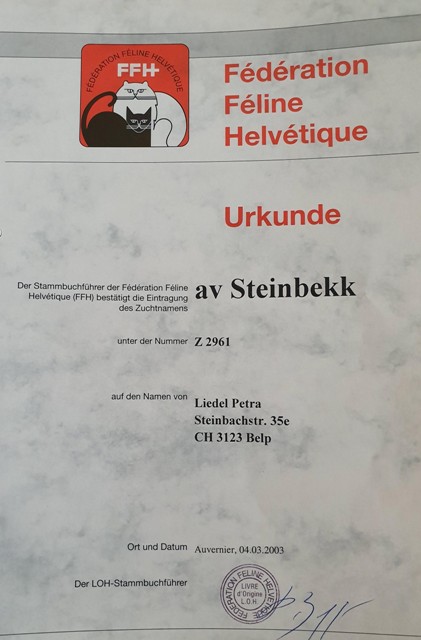 FÉDÉRATION FÉLINE HELVÉTIQUE
FFH
Fédération
Féline
Helvétique
Urkunde
Der Stammbuchführer der Fédération Féline
Helvétique (FFH) bestätigt die Eintragung
des Zuchtnamens
av Steinbekk
unter der Nummer Z 2961
auf den Namen von Liedel Petra
Steinbachstr. 35e
CH 3123 Belp
Ort und Datum Auvernier, 04.03.2003
Der LOH-Stammbuchführer
FÉDÉRATION FÉLINE HELVÉTIQUE
LIVRE
d'Origine
L.O.H.